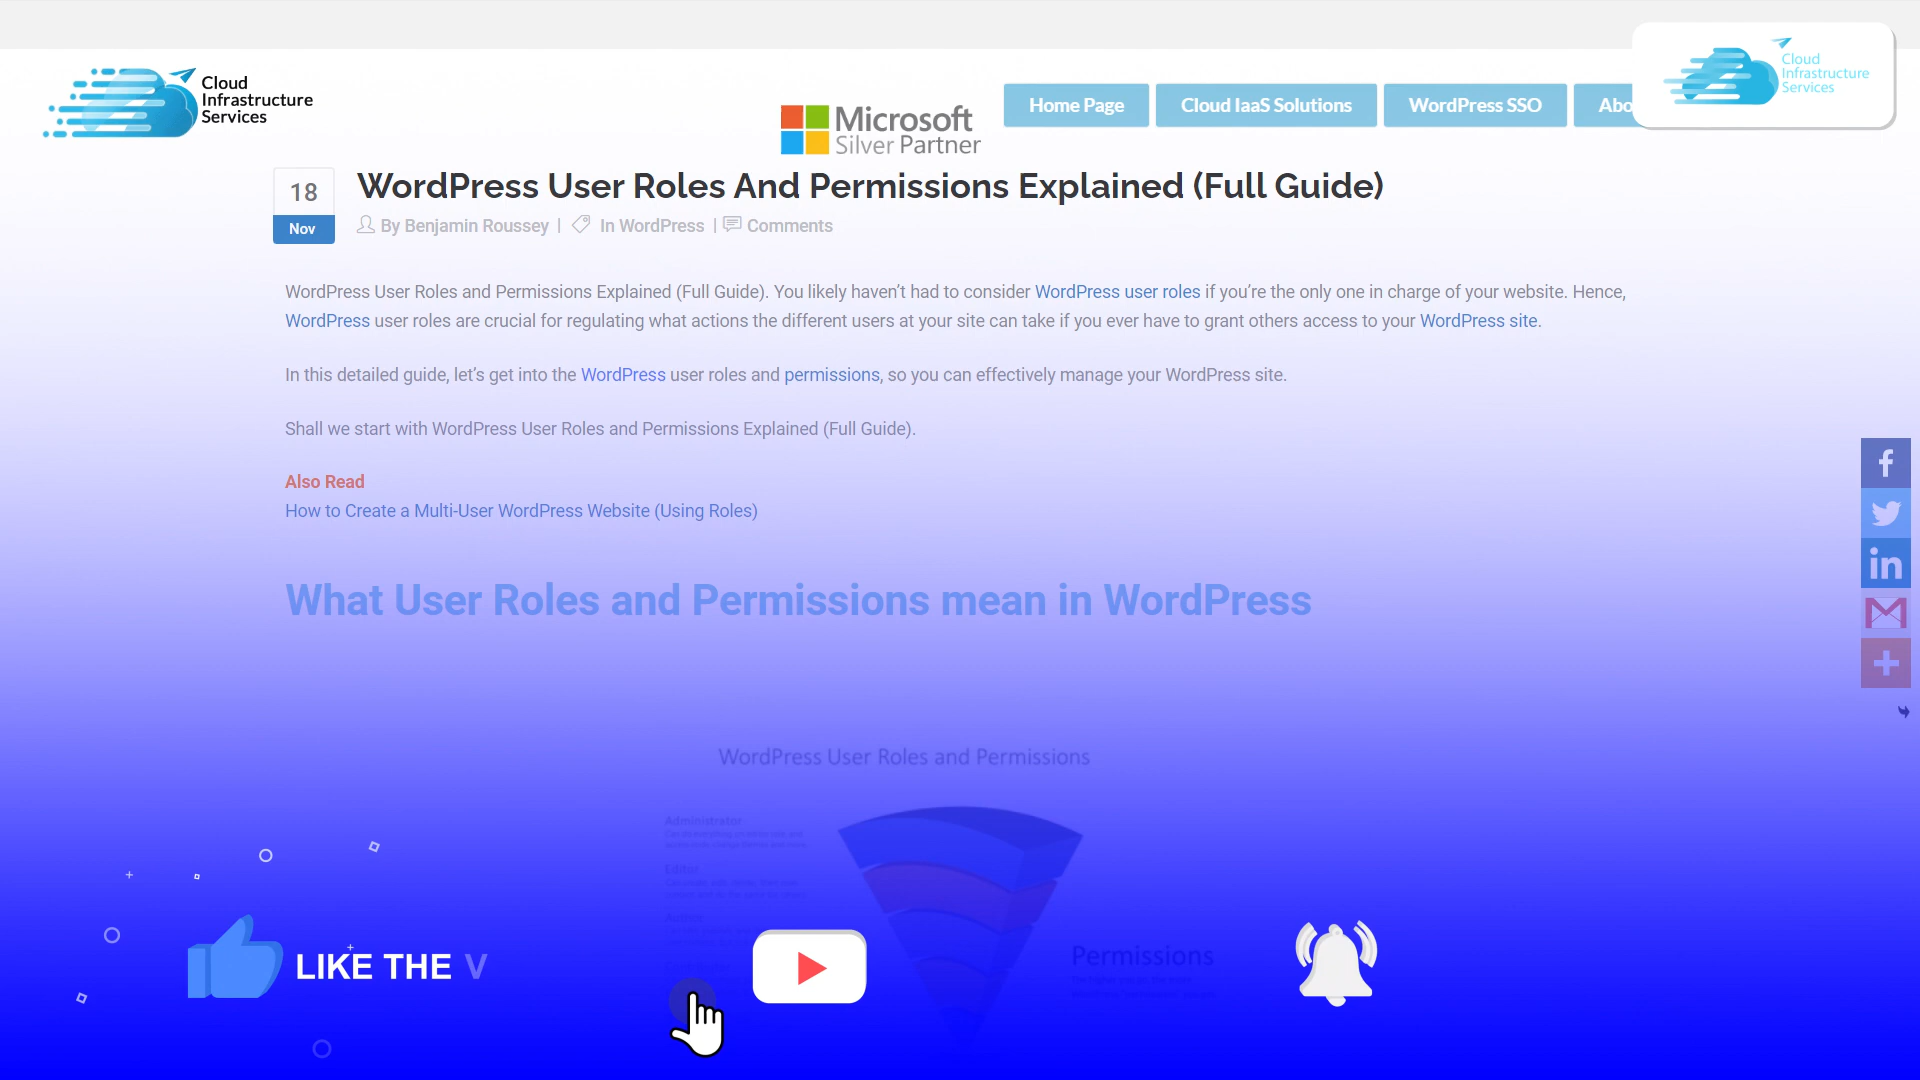 Cloud
Infrastructure
Services
Microsoft
Silver Partner
Home Page
Cloud IaaS Solutions
WordPress SSO
Abo
Cloud
Infrastructure
Services
18
Nov
WordPress User Roles And Permissions Explained (Full Guide)
By Benjamin Roussey | In WordPress | Comments
WordPress User Roles and Permissions Explained (Full Guide). You likely haven’t had to consider WordPress user roles if you’re the only one in charge of your website. Hence,
WordPress user roles are crucial for regulating what actions the different users at your site can take if you ever have to grant others access to your WordPress site.
In this detailed guide, let’s get into the WordPress user roles and permissions, so you can effectively manage your WordPress site.
Shall we start with WordPress User Roles and Permissions Explained (Full Guide).
Also Read
How to Create a Multi-User WordPress Website (Using Roles)
What User Roles and Permissions mean in WordPress
WordPress User Roles and Permissions
Administrator
Editor
Author
Permissions
LIKE THE V